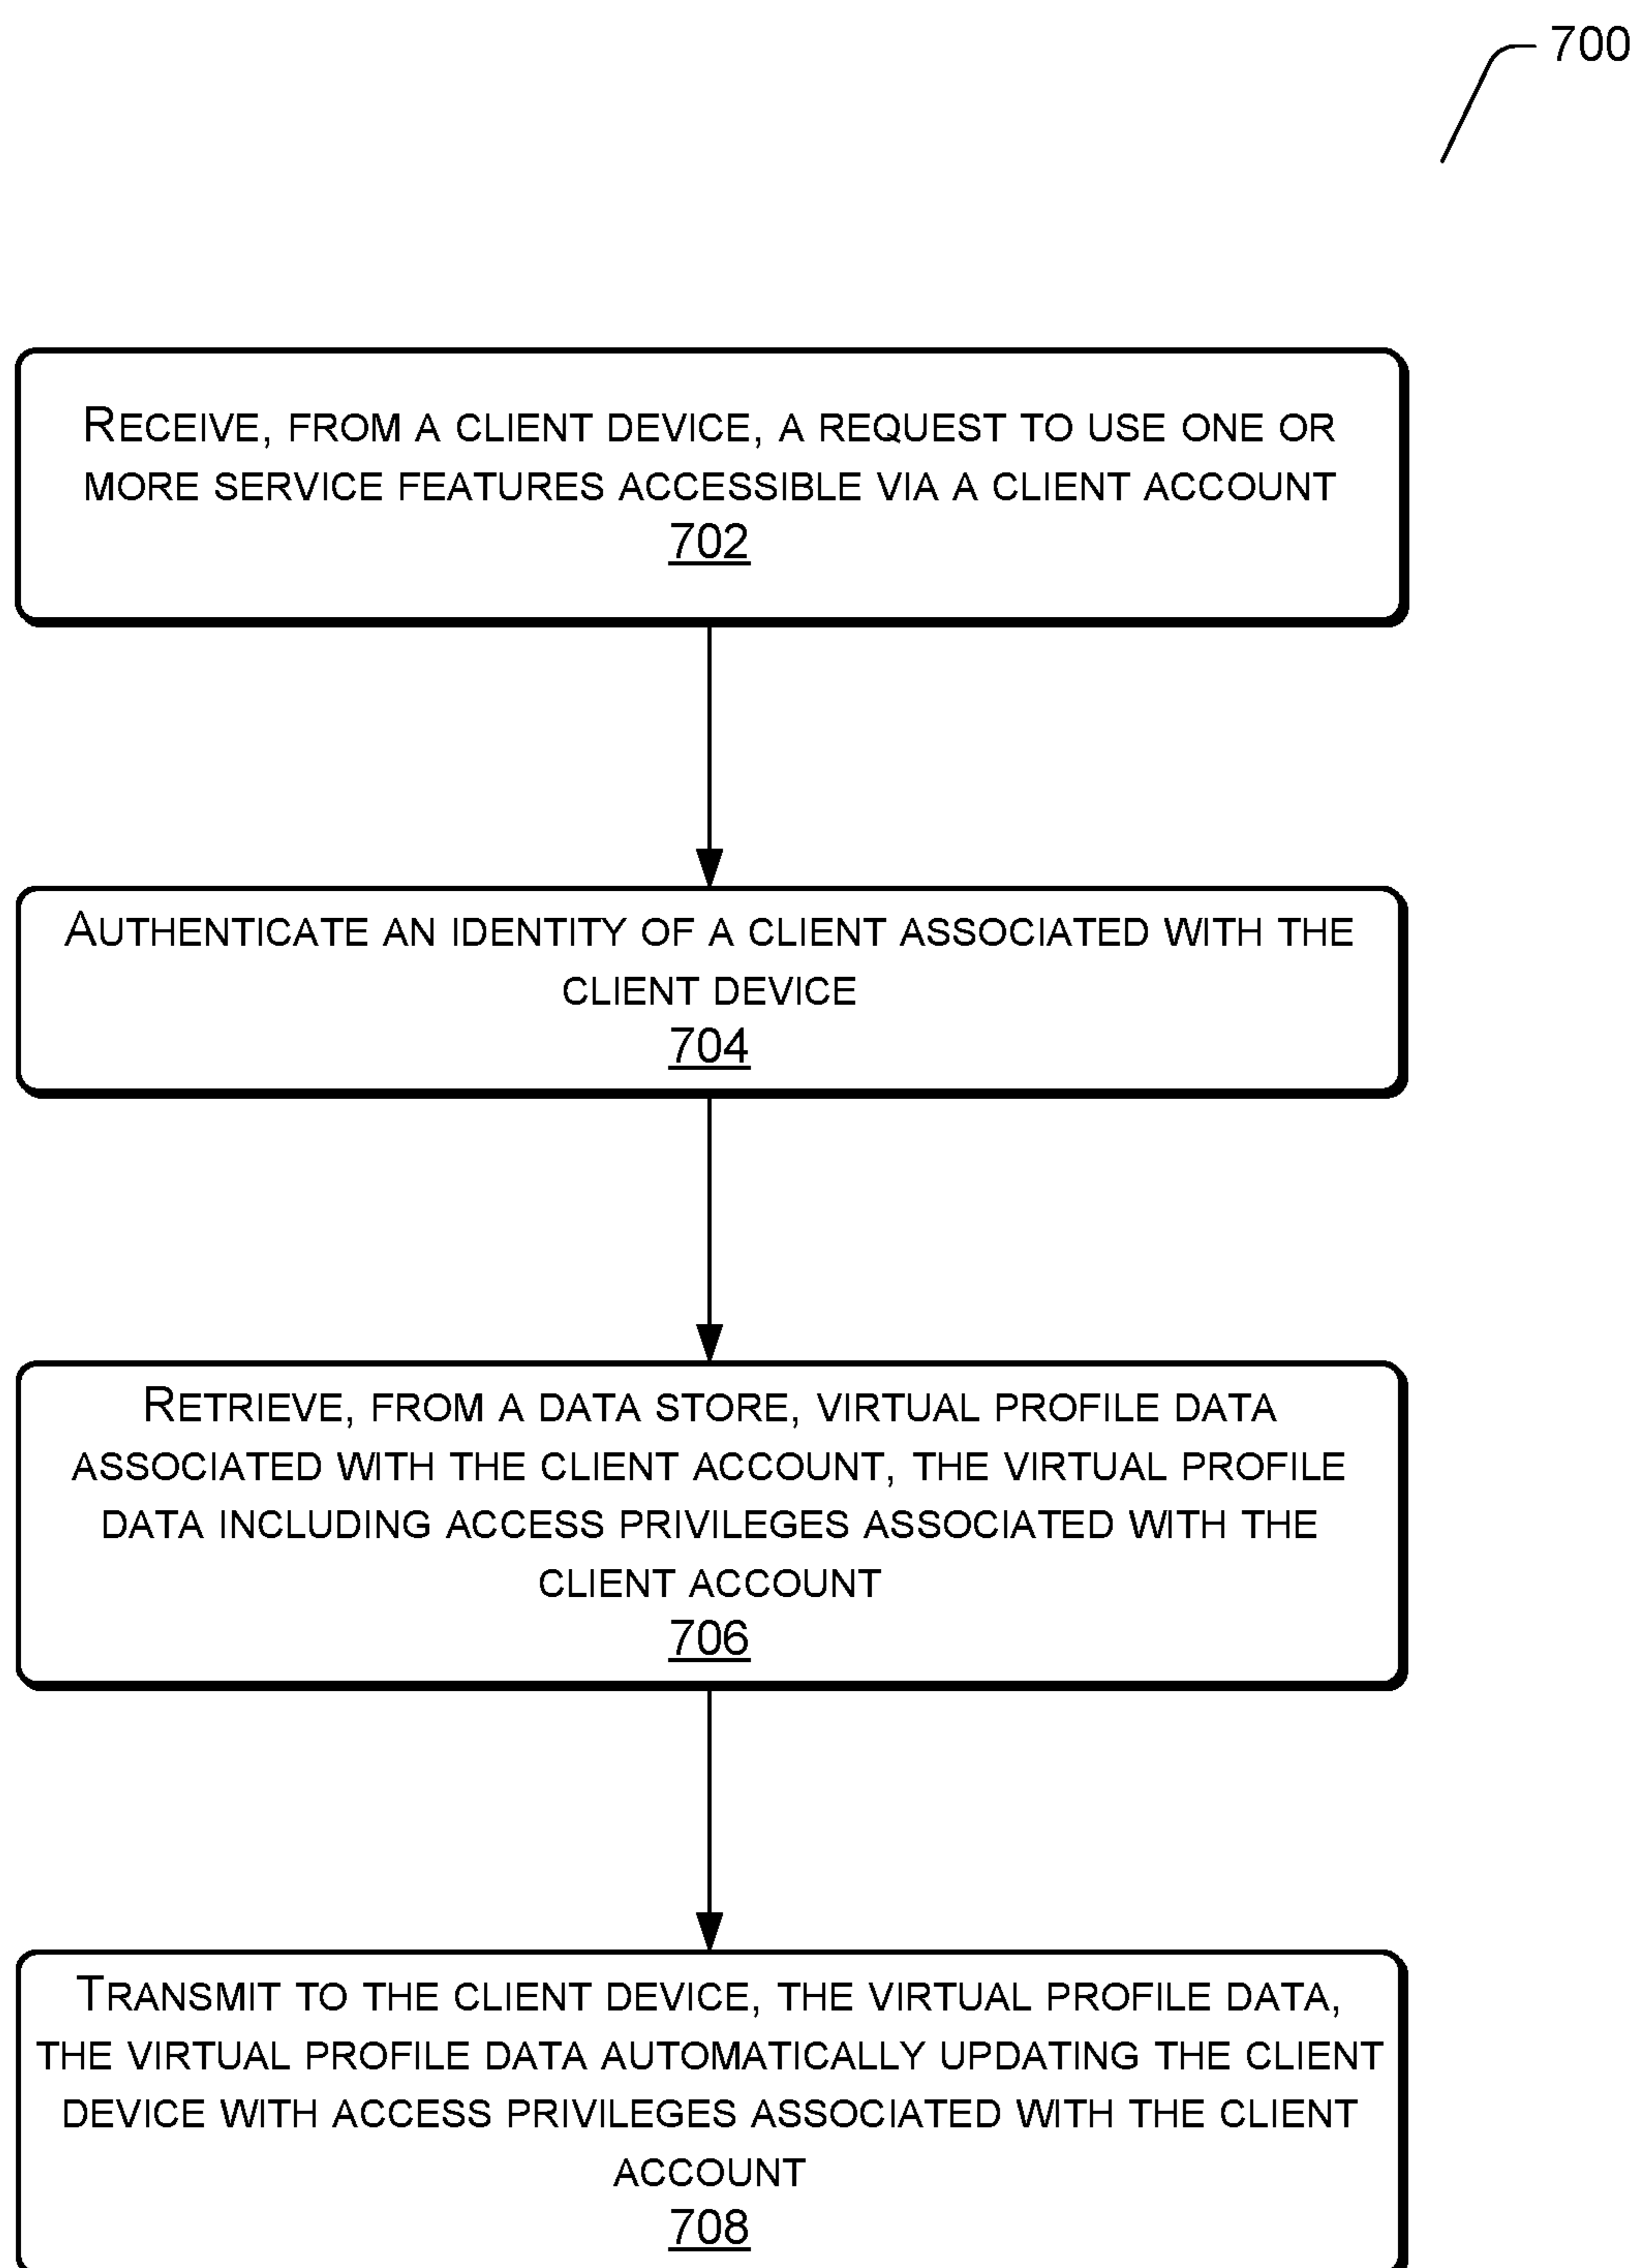 700
RECEIVE, FROM A CLIENT DEVICE, A REQUEST TO USE ONE OR
MORE SERVICE FEATURES ACCESSIBLE VIA A CLIENT ACCOUNT
702
AUTHENTICATE AN IDENTITY OF A CLIENT ASSOCIATED WITH THE
CLIENT DEVICE
704
RETRIEVE, FROM A DATA STORE, VIRTUAL PROFILE DATA
ASSOCIATED WITH THE CLIENT ACCOUNT, THE VIRTUAL PROFILE
DATA INCLUDING ACCESS PRIVILEGES ASSOCIATED WITH THE
CLIENT ACCOUNT
706
TRANSMIT TO THE CLIENT DEVICE, THE VIRTUAL PROFILE DATA,
THE VIRTUAL PROFILE DATA AUTOMATICALLY UPDATING THE CLIENT
DEVICE WITH ACCESS PRIVILEGES ASSOCIATED WITH THE CLIENT
ACCOUNT
708